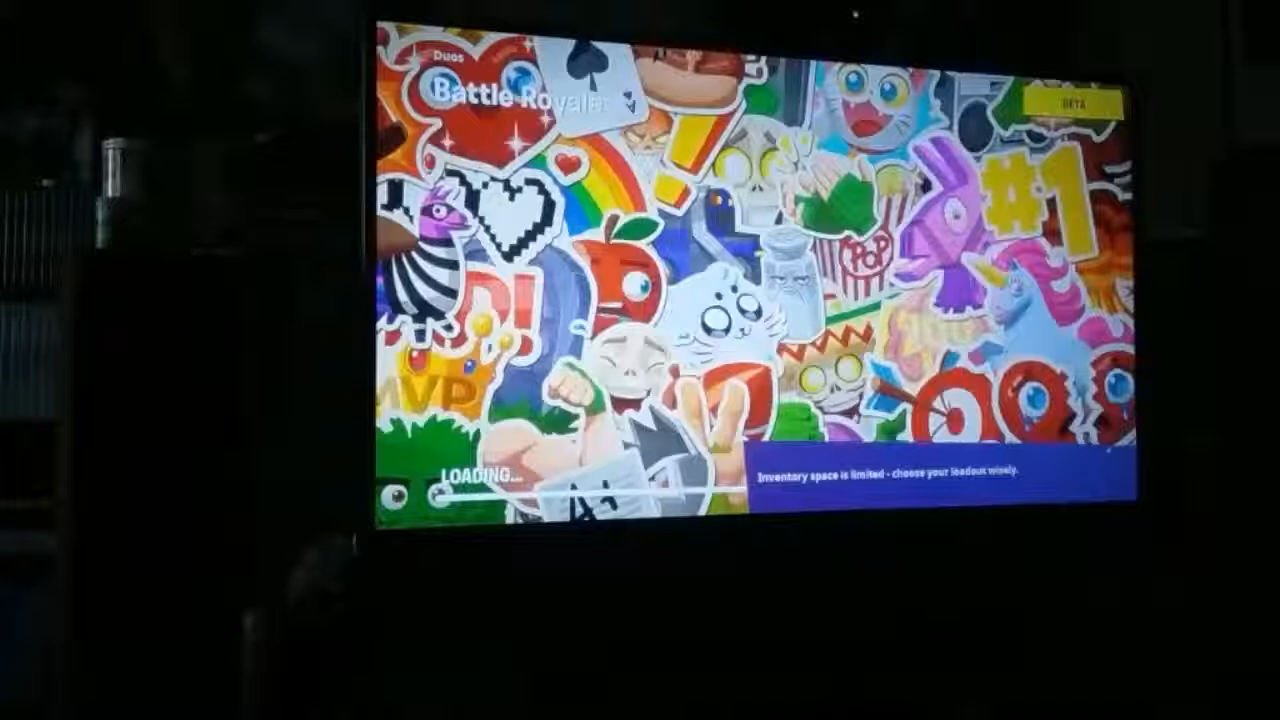 Duos
Battle Royale
BETA
#1
POP
MVP
LOADING...
A+
Inventory space is limited - choose your loadout wisely.